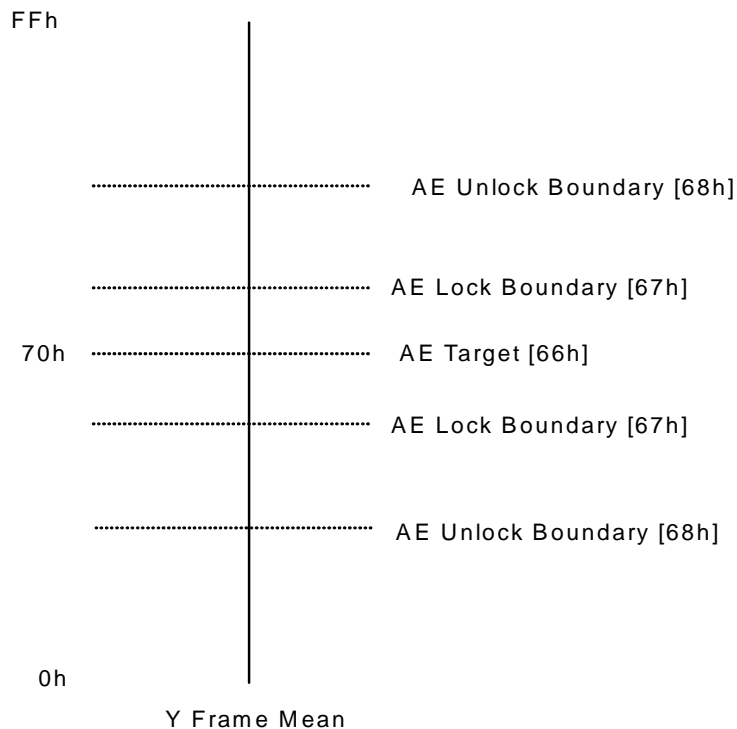 FFh
AE Unlock Boundary [68h]
AE Lock Boundary [67h]
70h
AE Target [66h]
AE Lock Boundary [67h]
AE Unlock Boundary [68h]
0h
Y Frame Mean